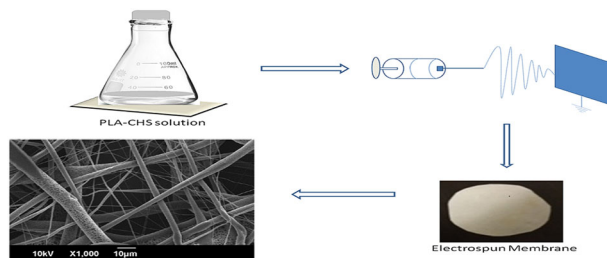 PLA-CHS solution
Electrospun Membrane
10kV X1,000 10μm